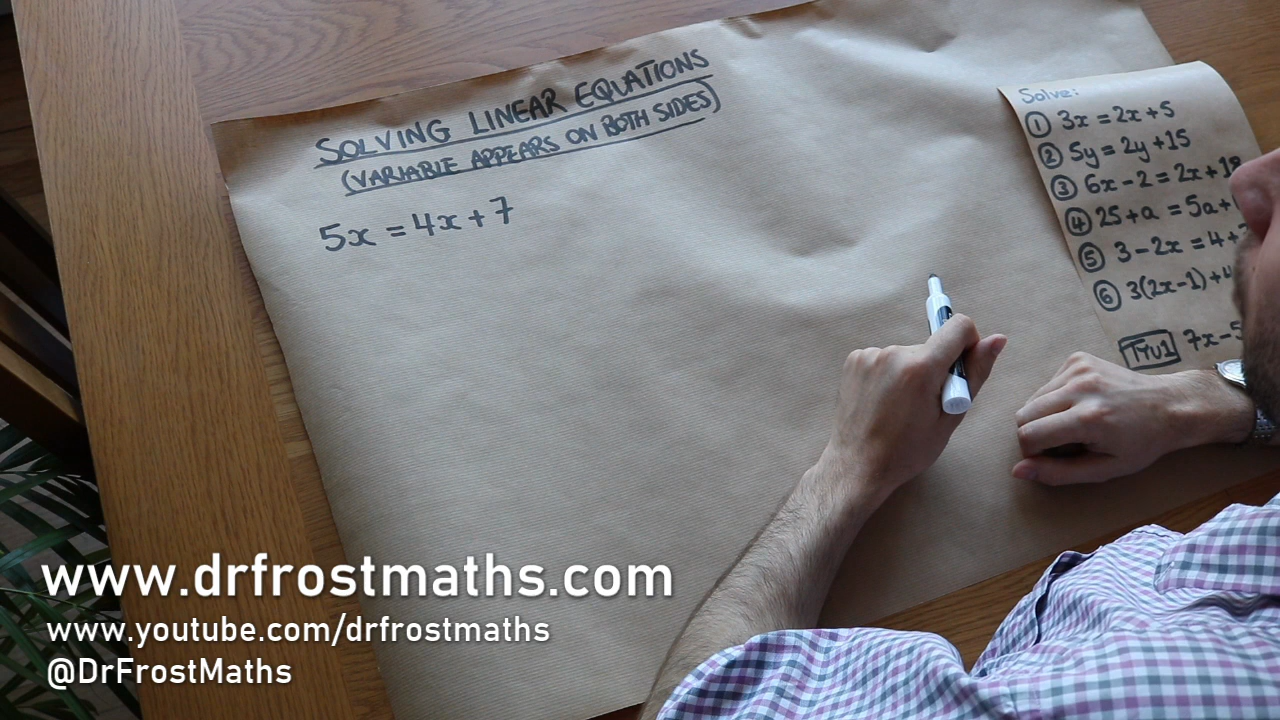 SOLVING LINEAR EQUATIONS
(VARIABLE APPEARS ON BOTH SIDES)
5x = 4x + 7
Solve:
① 3x = 2x + 5
② 5y = 2y + 15
③ 6x - 2 = 2x + 18
④ 25 + a = 5a +
⑤ 3 - 2x = 4 +
⑥ 3(2x - 1) +
TYU1 7x - 5
www.drfrostmaths.com
www.youtube.com/drfrostmaths
@DrFrostMaths